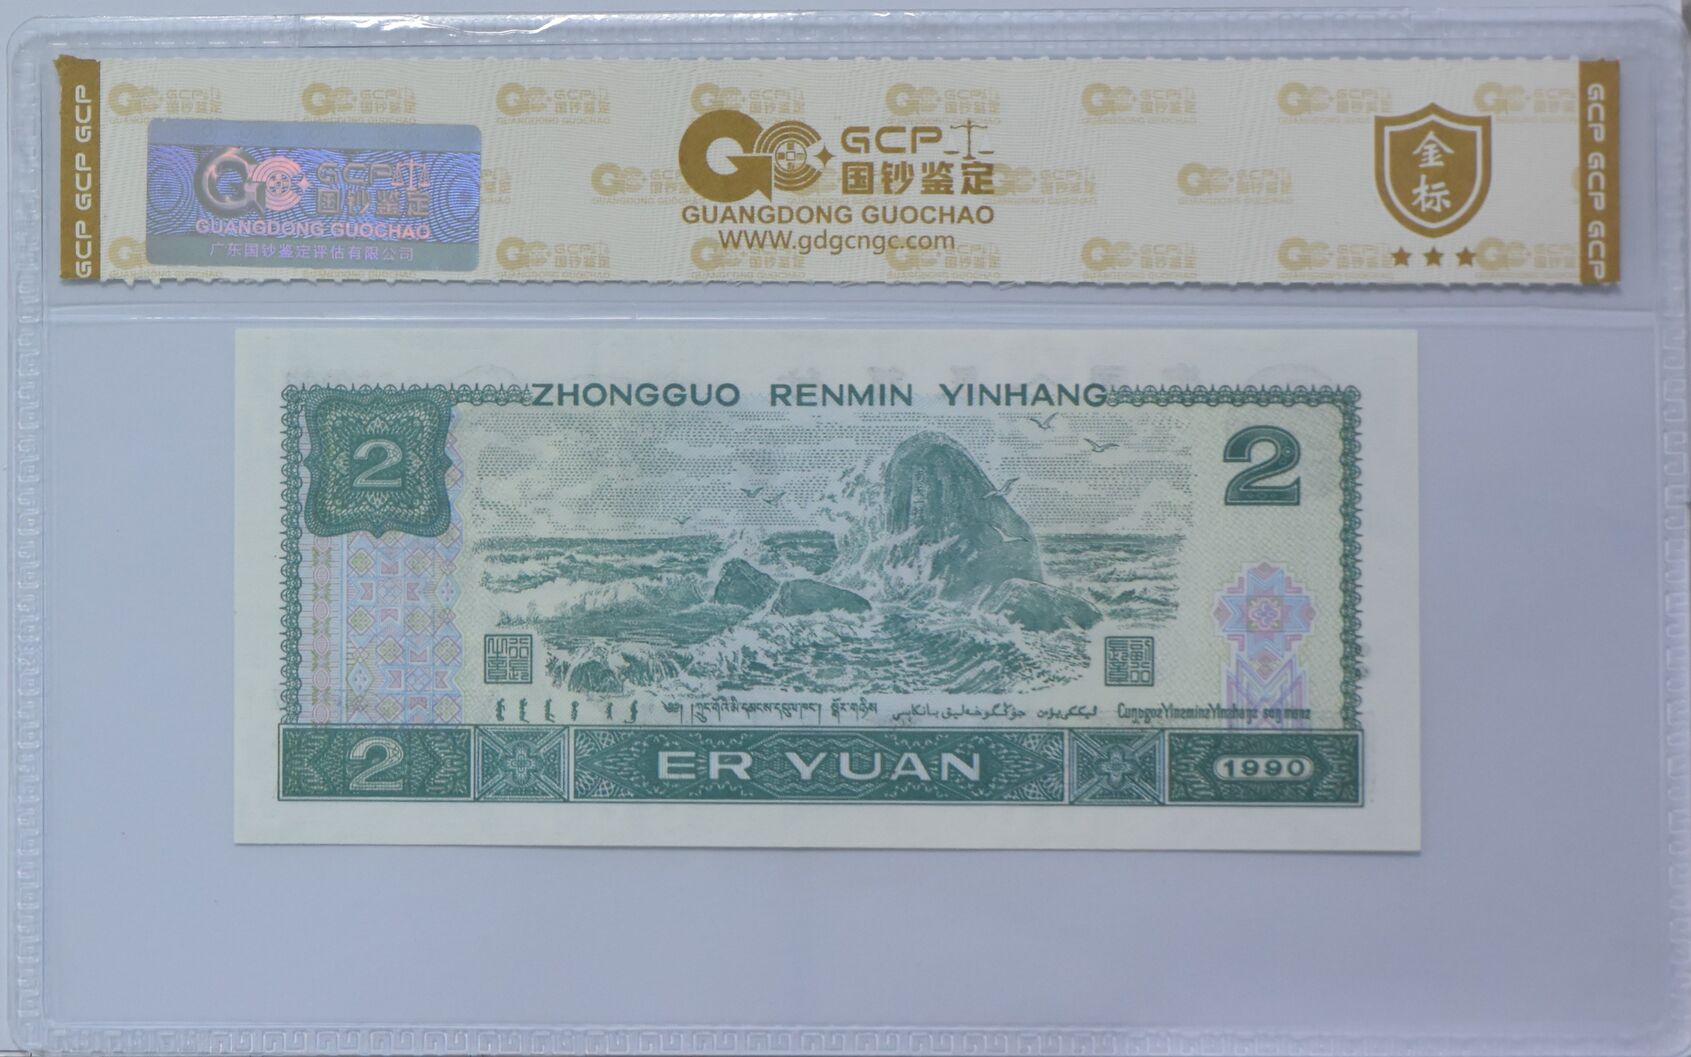 GCP GCP GCP
GCP
国钞鉴定
GUANGDONG GUOCHAO
广东国钞鉴定评估有限公司
GCP
国钞鉴定
GUANGDONG GUOCHAO
WWW.gdgcngc.com
金
标
GCP GCP GCP
ZHONGGUO RENMIN YINHANG
2
2
2
ER YUAN
1990